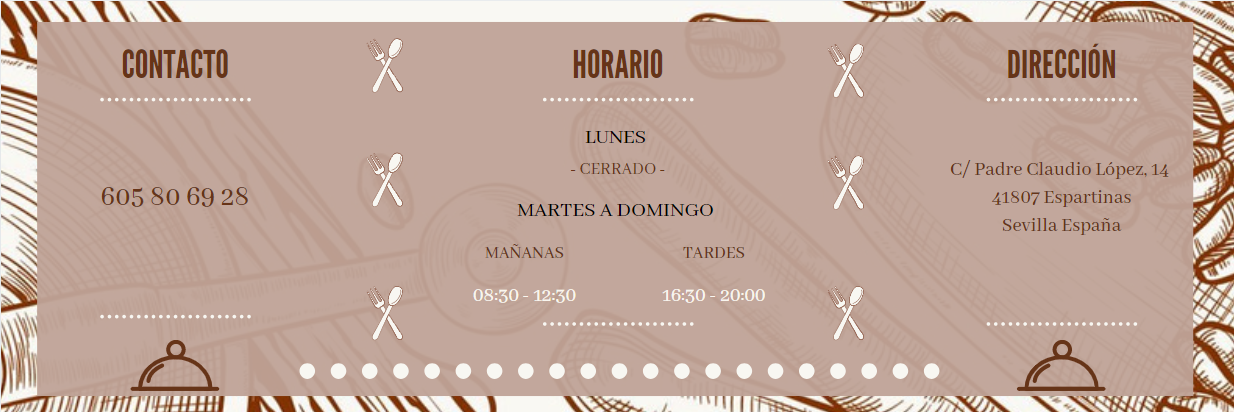 CONTACTO
605 80 69 28
HORARIO
LUNES
- CERRADO -
MARTES A DOMINGO
MAÑANAS TARDES
08:30 - 12:30 16:30 - 20:00
DIRECCIÓN
C/ Padre Claudio López, 14
41807 Espartinas
Sevilla España